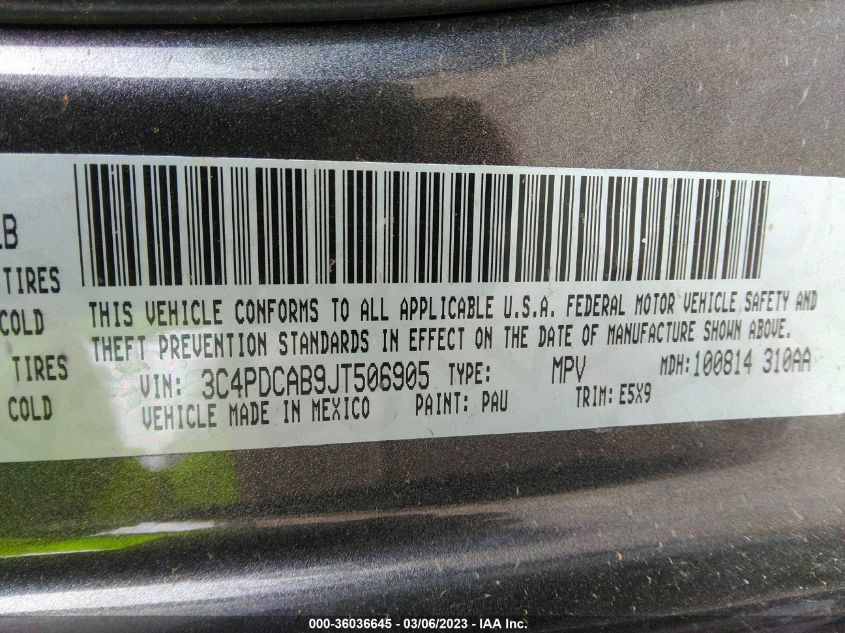 LB
TIRES
COLD
TIRES
COLD
THIS VEHICLE CONFORMS TO ALL APPLICABLE U.S.A. FEDERAL MOTOR VEHICLE SAFETY AND
THEFT PREVENTION STANDARDS IN EFFECT ON THE DATE OF MANUFACTURE SHOWN ABOVE.
VIN: 3C4PDCAB9JT506905 TYPE: MPV MDH:100814 310AA
VEHICLE MADE IN MEXICO PAINT: PAU TRIM: E5X9
000-36036645 - 03/06/2023 - IAA Inc.